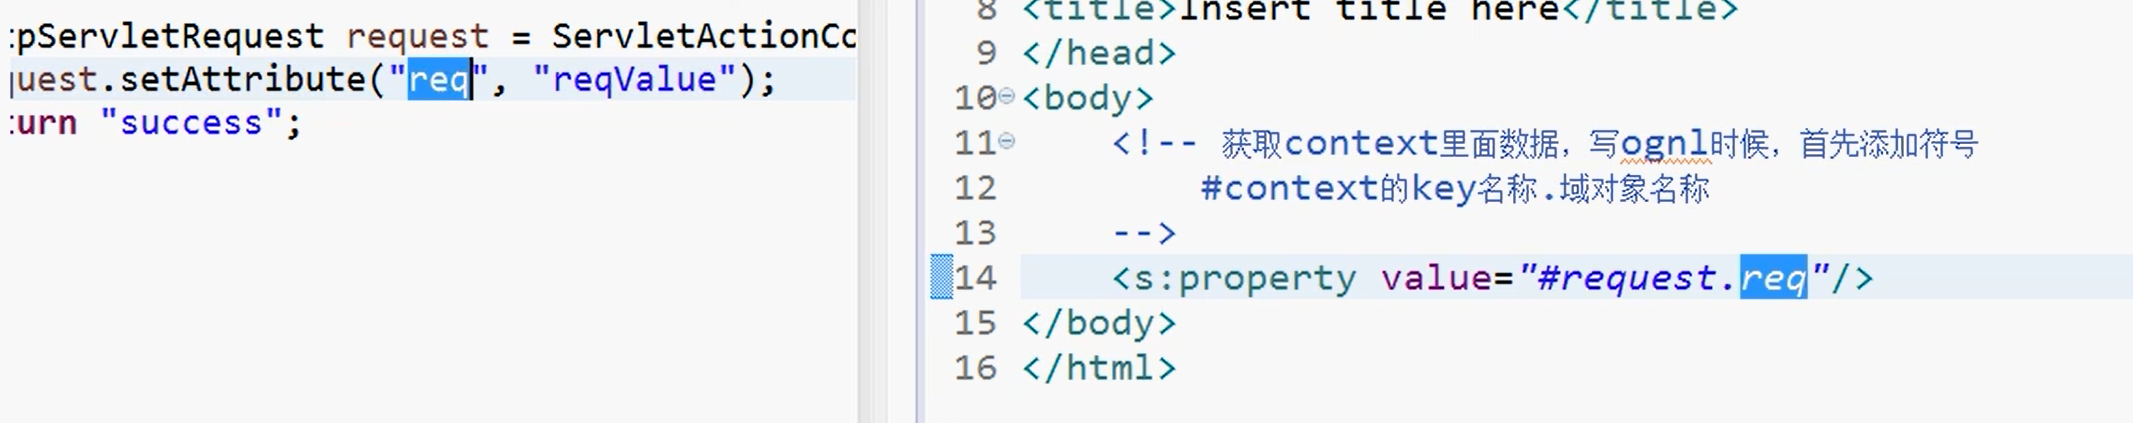 :pServletRequest request = ServletActionCo
uest.setAttribute("req", "reqValue");
:urn "success";
8 <title>Insert title here</title>
9 </head>
10 <body>
11 <!-- 获取context里面数据，写ognl时候，首先添加符号
12 #context的key名称.域对象名称
13 -->
14 <s:property value="#request.req"/>
15 </body>
16 </html>